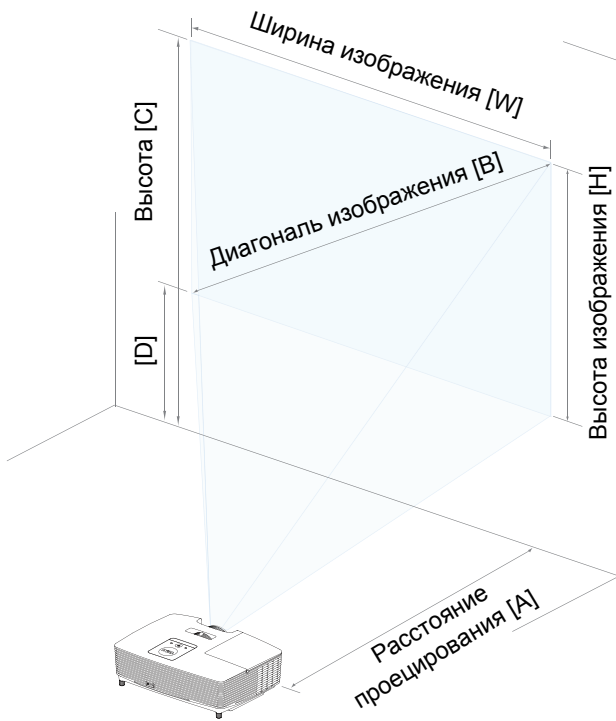 Ширина изображения [W]
Высота [C]
Диагональ изображения [B]
Высота изображения [H]
[D]
Расстояние
проецирования [A]